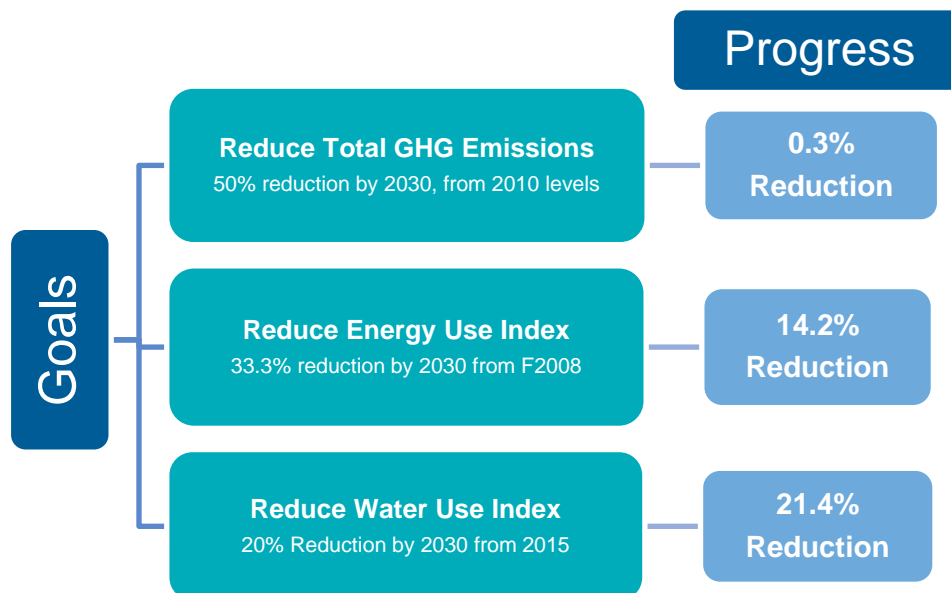 Progress
Goals
Reduce Total GHG Emissions
50% reduction by 2030, from 2010 levels
0.3%
Reduction
Reduce Energy Use Index
33.3% reduction by 2030 from F2008
14.2%
Reduction
Reduce Water Use Index
20% Reduction by 2030 from 2015
21.4%
Reduction